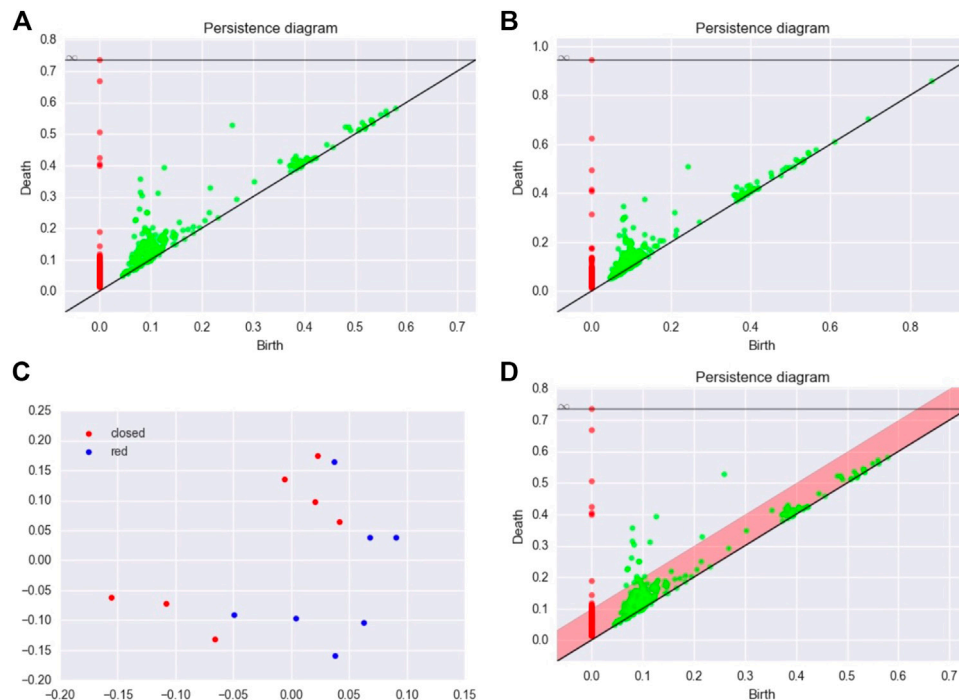 A
Persistence diagram
0.8
0.7
0.6
0.5
0.4
0.3
0.2
0.1
0.0
Death
∞
0.0 0.1 0.2 0.3 0.4 0.5 0.6 0.7
Birth
B
Persistence diagram
1.0
0.8
0.6
0.4
0.2
0.0
Death
∞
0.0 0.2 0.4 0.6 0.8
Birth
C
0.25
0.20
0.15
0.10
0.05
0.00
−0.05
−0.10
−0.15
−0.20
closed
red
−0.20 −0.15 −0.10 −0.05 0.00 0.05 0.10 0.15
D
Persistence diagram
0.8
0.7
0.6
0.5
0.4
0.3
0.2
0.1
0.0
Death
∞
0.0 0.1 0.2 0.3 0.4 0.5 0.6 0.7
Birth